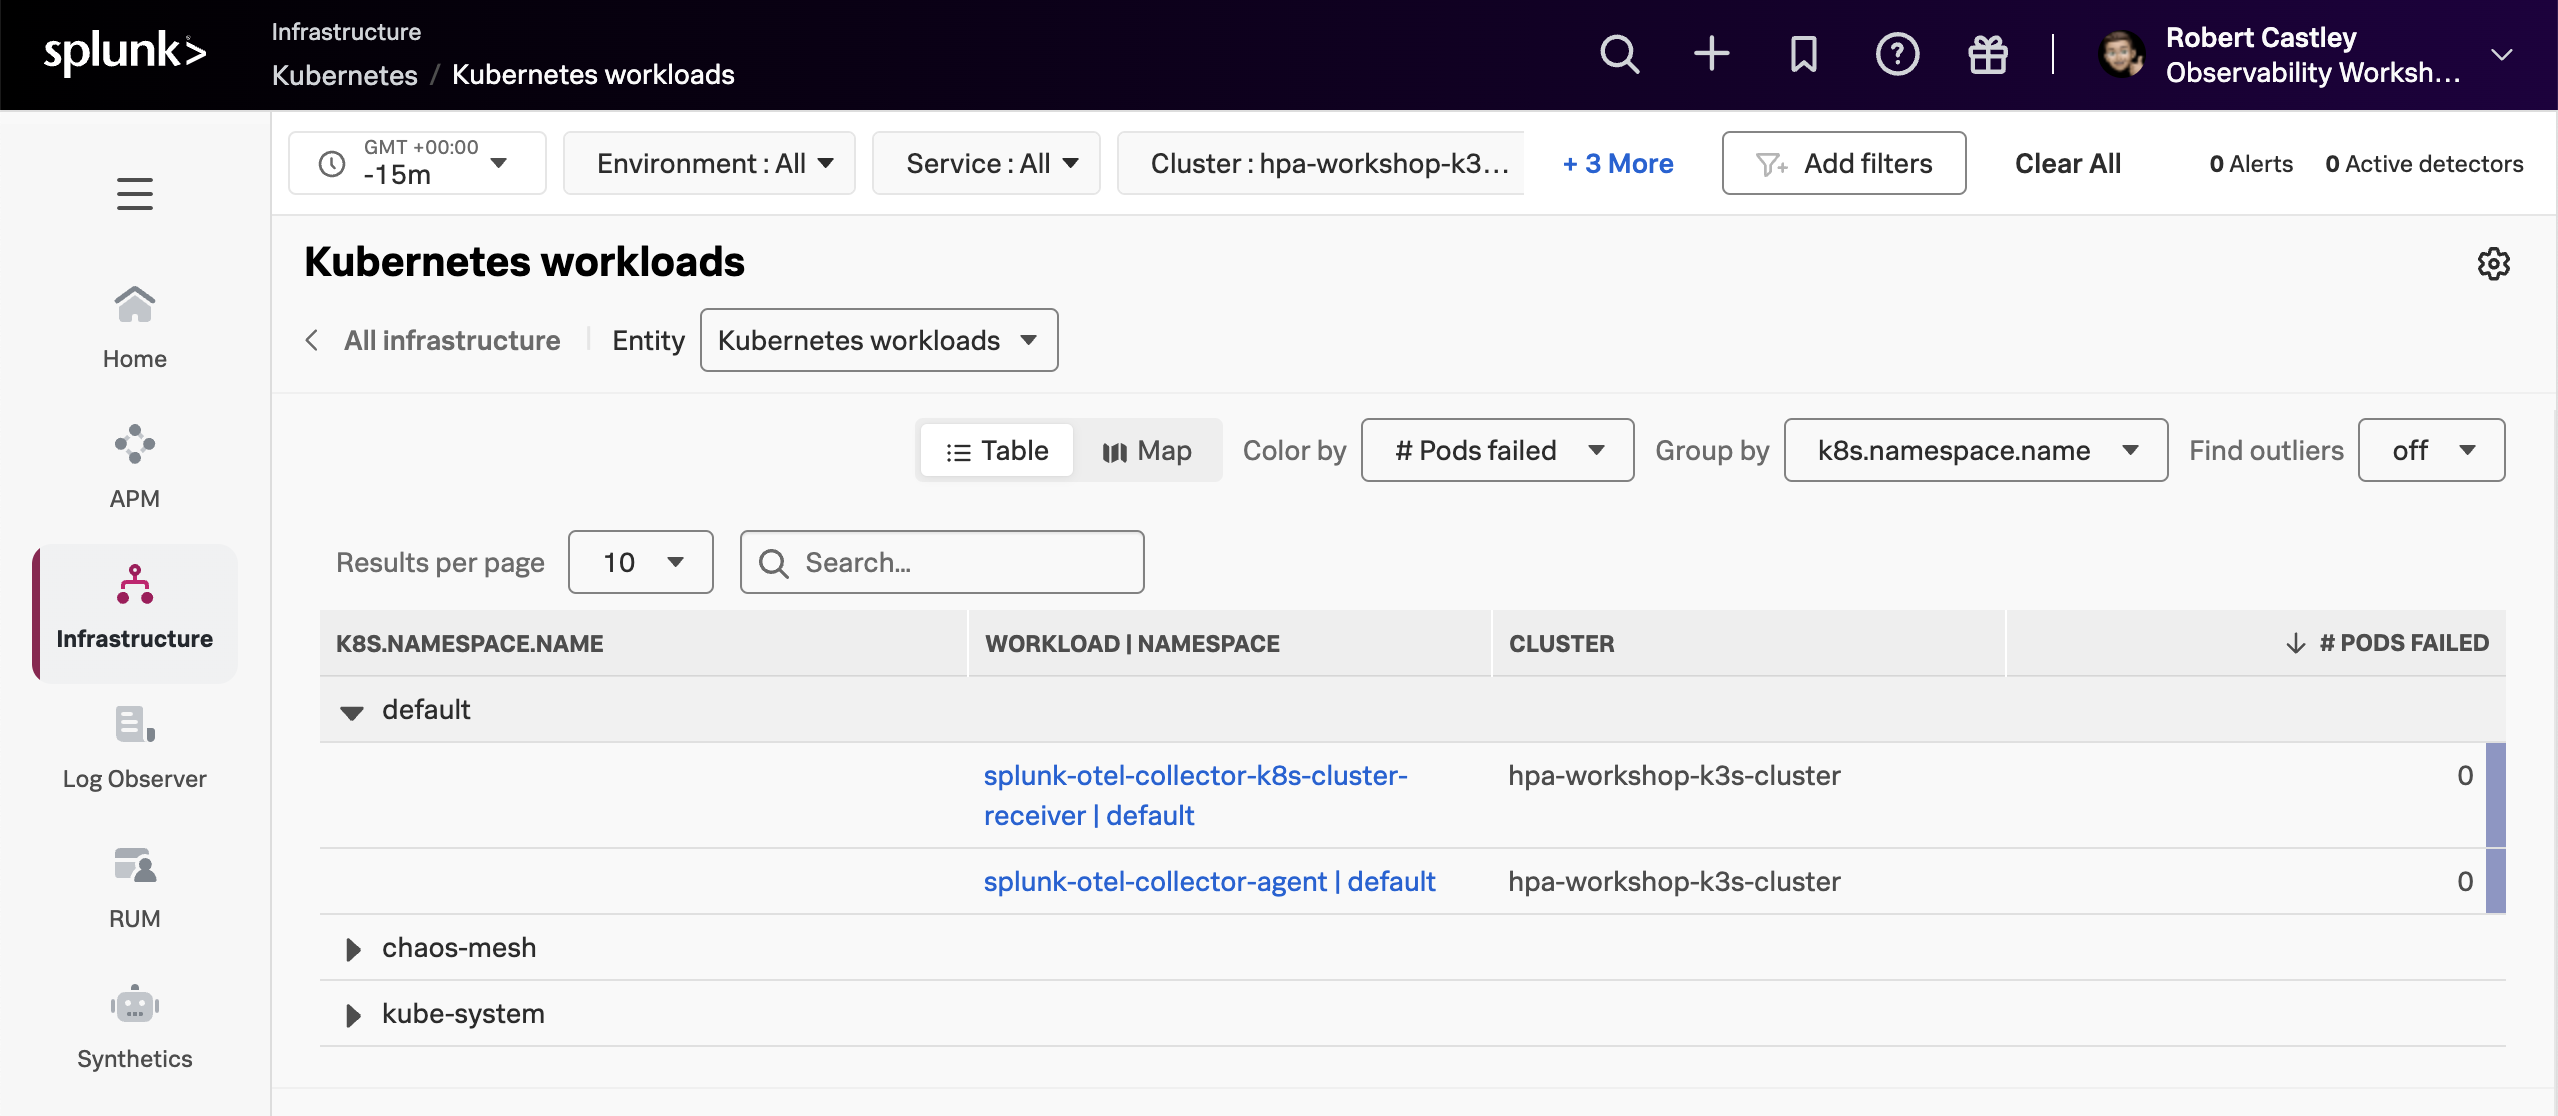 splunk>
Infrastructure
Kubernetes / Kubernetes workloads
Robert Castley
Observability Worksh...
GMT +00:00
-15m
Environment : All
Service : All
Cluster : hpa-workshop-k3...
+ 3 More
Add filters
Clear All
0 Alerts
0 Active detectors
Home
APM
Infrastructure
Log Observer
RUM
Synthetics
Kubernetes workloads
All infrastructure
Entity
Kubernetes workloads
Table
Map
Color by
# Pods failed
Group by
k8s.namespace.name
Find outliers
off
Results per page
10
Search...
K8S.NAMESPACE.NAME
WORKLOAD | NAMESPACE
CLUSTER
# PODS FAILED
default
splunk-otel-collector-k8s-cluster-
receiver | default
hpa-workshop-k3s-cluster
0
splunk-otel-collector-agent | default
hpa-workshop-k3s-cluster
0
chaos-mesh
kube-system